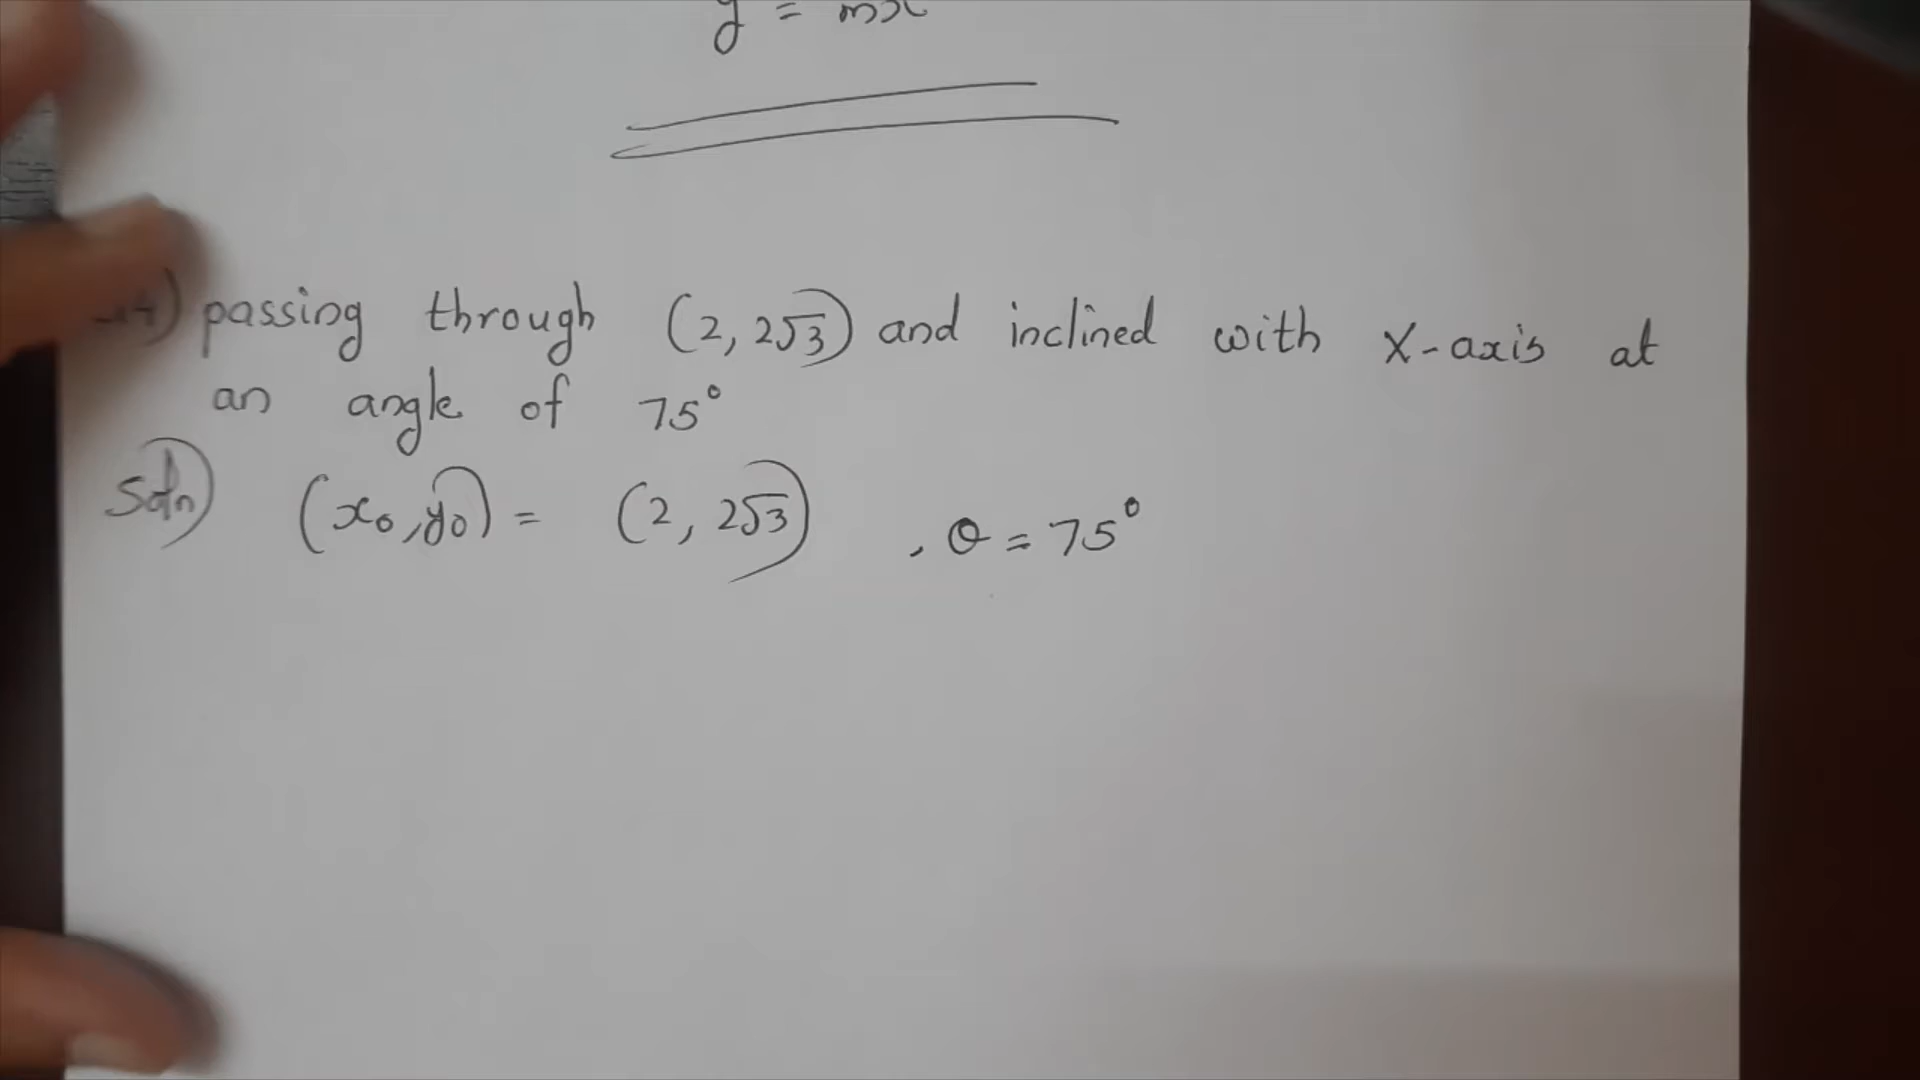 y = mx
passing through (2, 2√3) and inclined with X-axis at
an angle of 75°
Soln) (x₀, y₀) = (2, 2√3) , θ = 75°